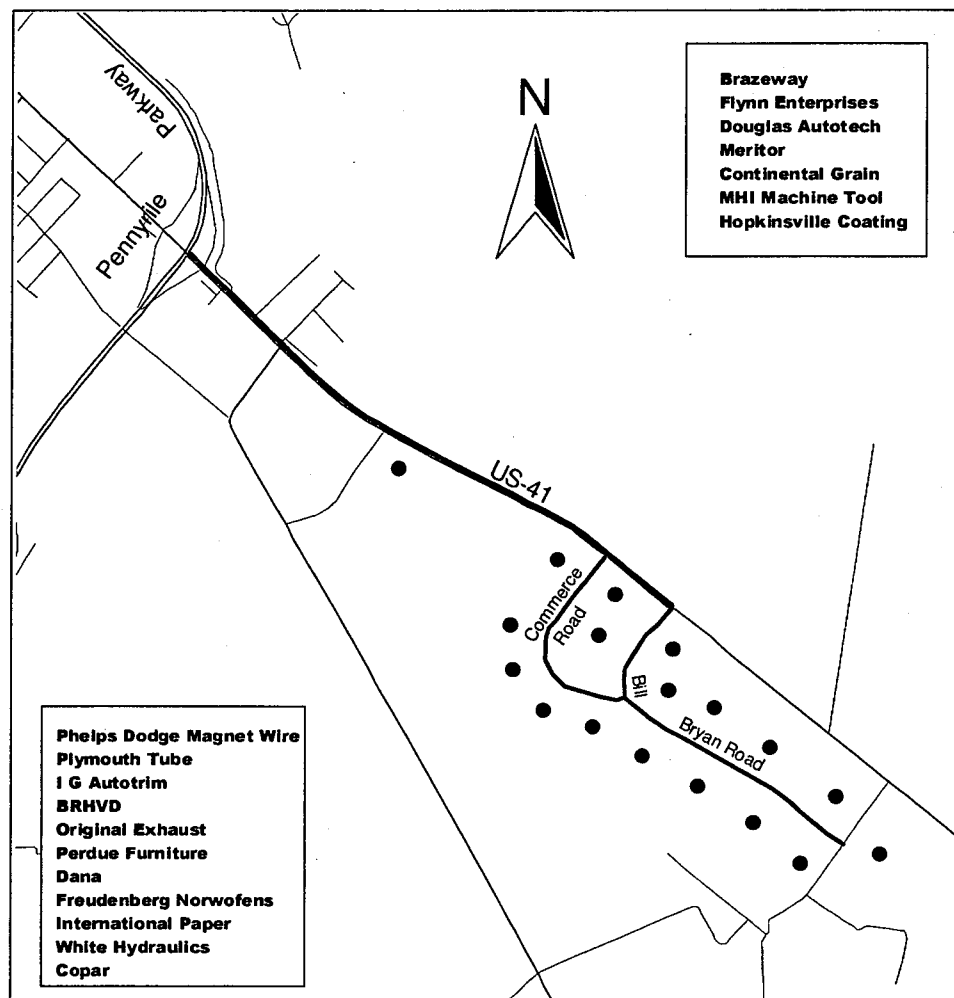 Parkway
Pennyrile
N
Brazeway
Flynn Enterprises
Douglas Autotech
Meritor
Continental Grain
MHI Machine Tool
Hopkinsville Coating
US-41
Commerce
Road
Bill
Bryan Road
Phelps Dodge Magnet Wire
Plymouth Tube
I G Autotrim
BRHVD
Original Exhaust
Perdue Furniture
Dana
Freudenberg Norwofens
International Paper
White Hydraulics
Copar